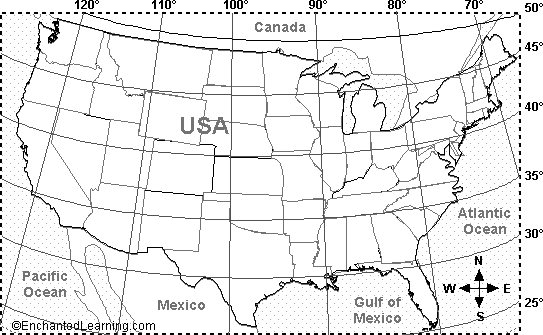 120° 110° 100° 90° 80° 70° 50°
Canada
45°
40°
USA
35°
Atlantic
Ocean
30°
N
W E
S
Pacific
Ocean
Mexico
Gulf of
Mexico
25°
©EnchantedLearning.com